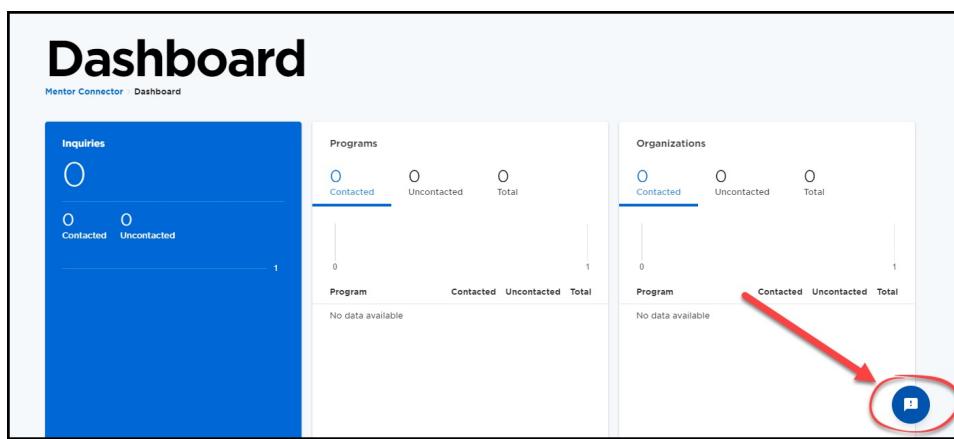 Dashboard
Mentor Connector > Dashboard
Inquiries
0
0 0
Contacted Uncontacted
1
Programs
0 0 0
Contacted Uncontacted Total
0 1
Program Contacted Uncontacted Total
No data available
Organizations
0 0 0
Contacted Uncontacted Total
0 1
Program Contacted Uncontacted Total
No data available